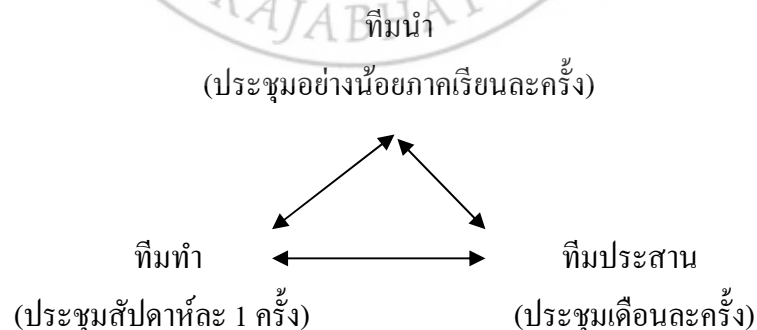 RAJABHAT
ทีมนำ
(ประชุมอย่างน้อยภาคเรียนละครั้ง)
ทีมทำ ทีมประสาน
(ประชุมสัปดาห์ละ 1 ครั้ง) (ประชุมเดือนละครั้ง)